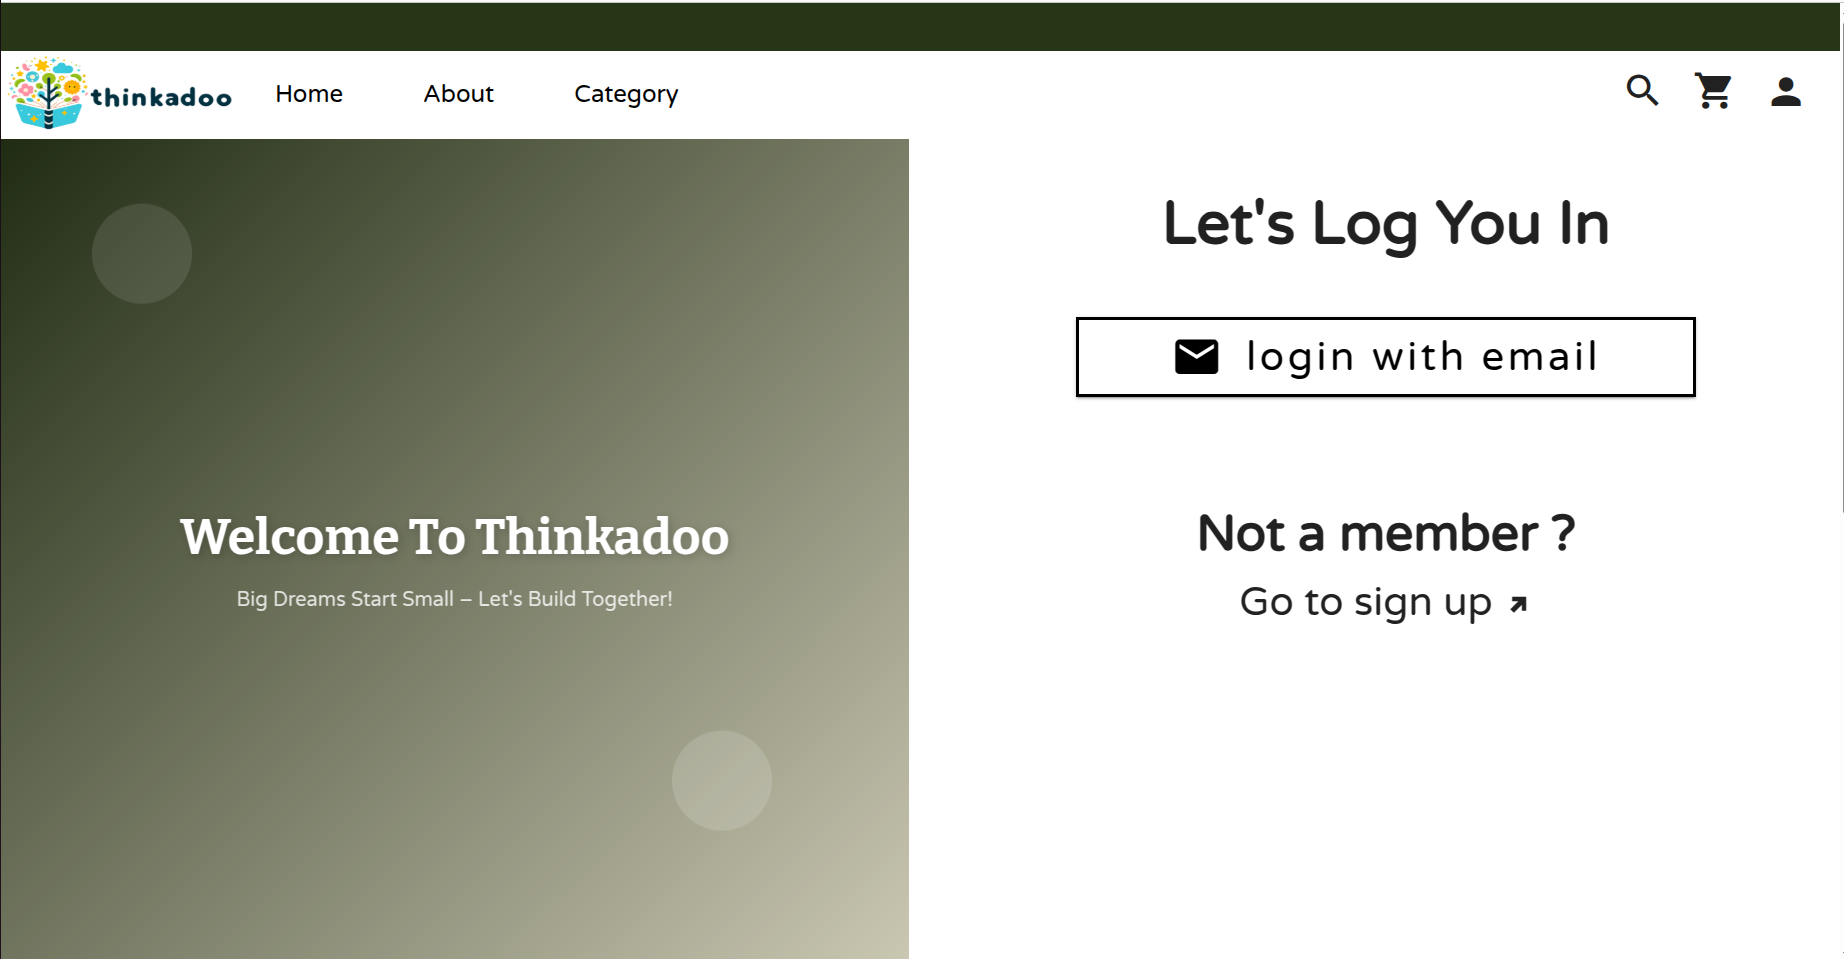 thinkadoo
Home About Category
Let's Log You In
login with email
Welcome To Thinkadoo
Big Dreams Start Small – Let's Build Together!
Not a member ?
Go to sign up